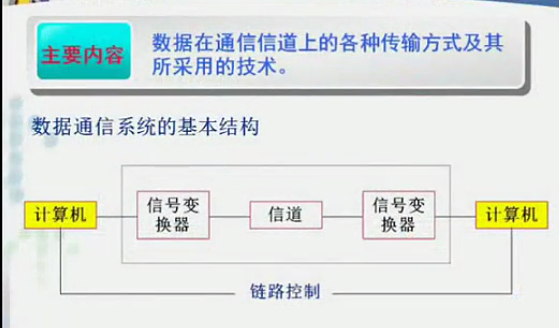 主要内容
数据在通信信道上的各种传输方式及其
所采用的技术。
数据通信系统的基本结构
计算机
信号变
换器
信道
信号变
换器
计算机
链路控制